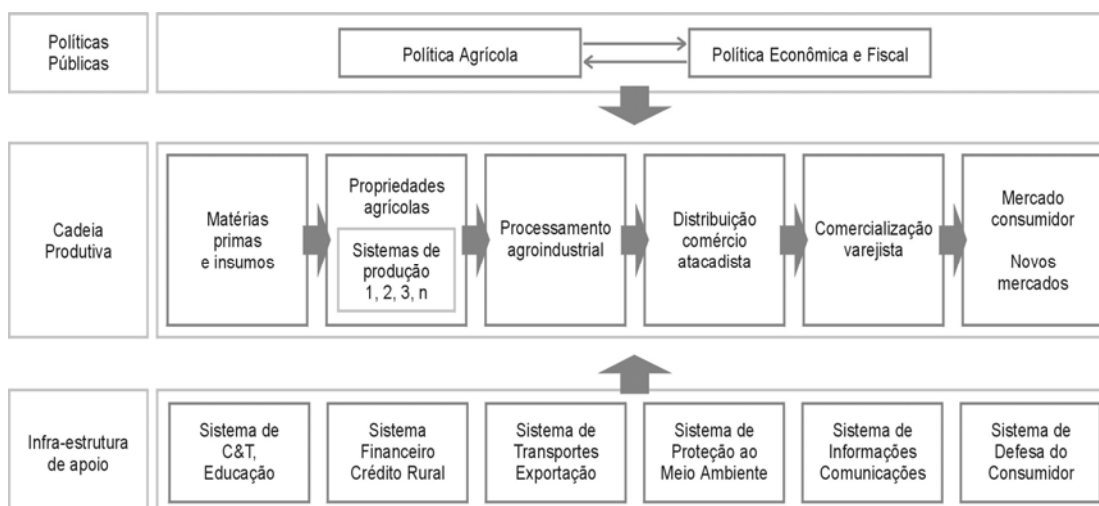 Políticas
Públicas
Política Agrícola
Política Econômica e Fiscal
Cadeia
Produtiva
Matérias
primas
e insumos
Propriedades
agrícolas
Sistemas de
produção
1, 2, 3, n
Processamento
agroindustrial
Distribuição
comércio
atacadista
Comercialização
varejista
Mercado
consumidor
Novos
mercados
Infra-estrutura
de apoio
Sistema de
C&T,
Educação
Sistema
Financeiro
Crédito Rural
Sistema de
Transportes
Exportação
Sistema de
Proteção ao
Meio Ambiente
Sistema de
Informações
Comunicações
Sistema de
Defesa do
Consumidor